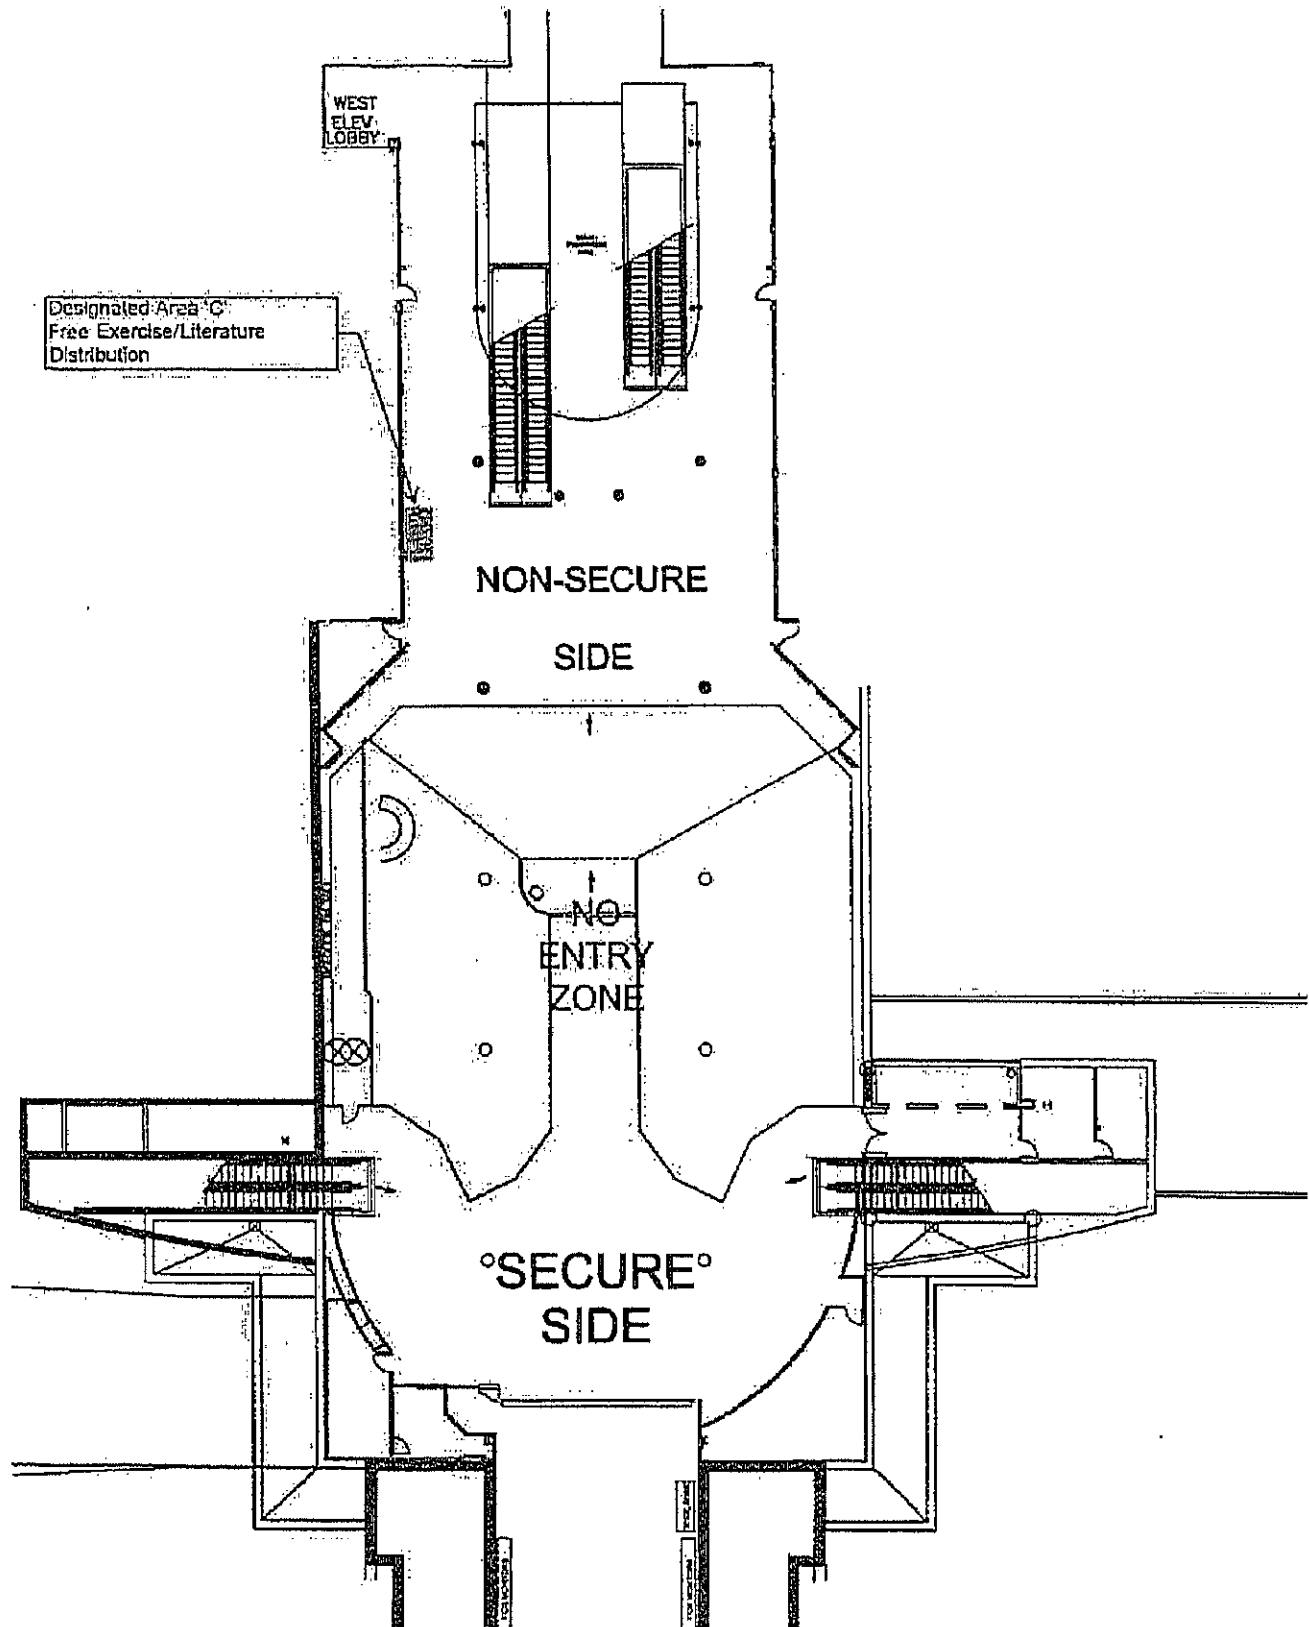 WEST
ELEV
LOBBY
Designated Area 'C'
Free Exercise/Literature
Distribution
NON-SECURE
SIDE
NO
ENTRY
ZONE
SECURE
SIDE